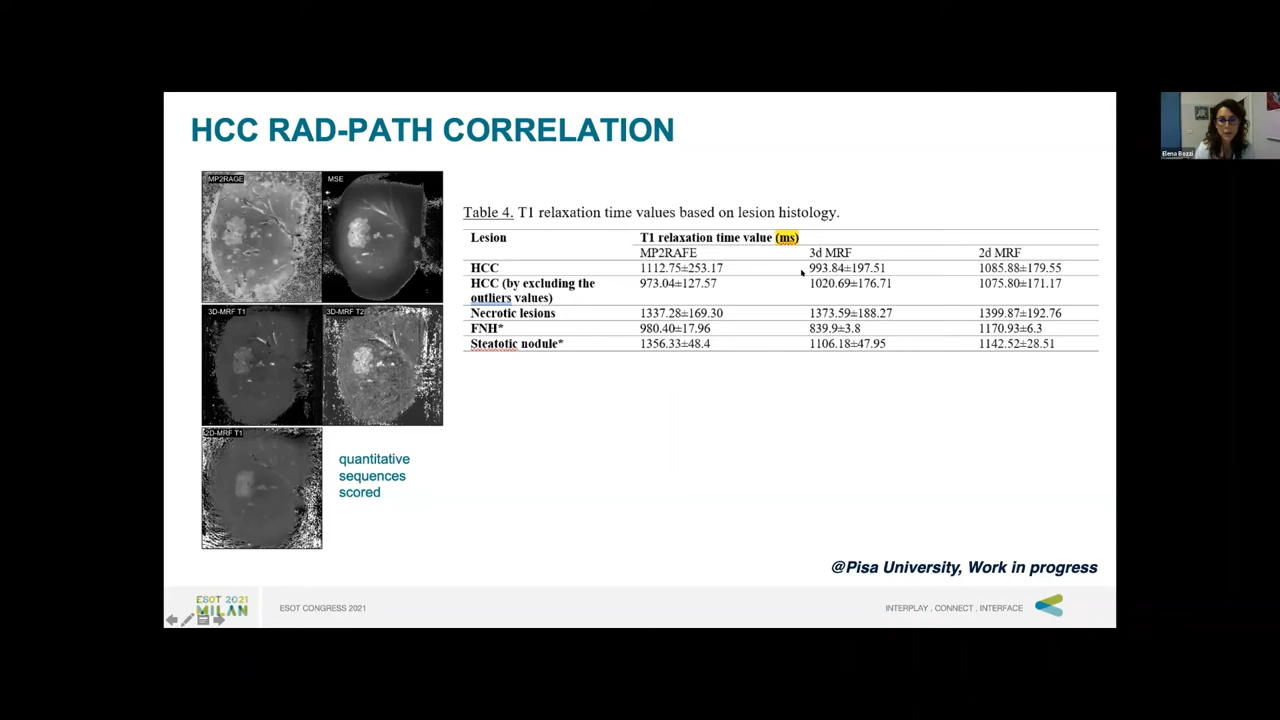 HCC RAD-PATH CORRELATION
MP2RAGE
MSE
3D-MRF T1
3D-MRF T2
2D-MRF T1
quantitative
sequences
scored
Table 4. T1 relaxation time values based on lesion histology.
Lesion T1 relaxation time value (ms)
MP2RAFE 3d MRF 2d MRF
HCC 1112.75±253.17 993.84±197.51 1085.88±179.55
HCC (by excluding the 973.04±127.57 1020.69±176.71 1075.80±171.17
outliers values)
Necrotic lesions 1337.28±169.30 1373.59±188.27 1399.87±192.76
FNH* 980.40±17.96 839.9±3.8 1170.93±6.3
Steatotic nodule* 1356.33±48.4 1106.18±47.95 1142.52±28.51
@Pisa University, Work in progress
ESOT 2021
MILAN
ESOT CONGRESS 2021
INTERPLAY . CONNECT . INTERFACE
Elena Bozzi